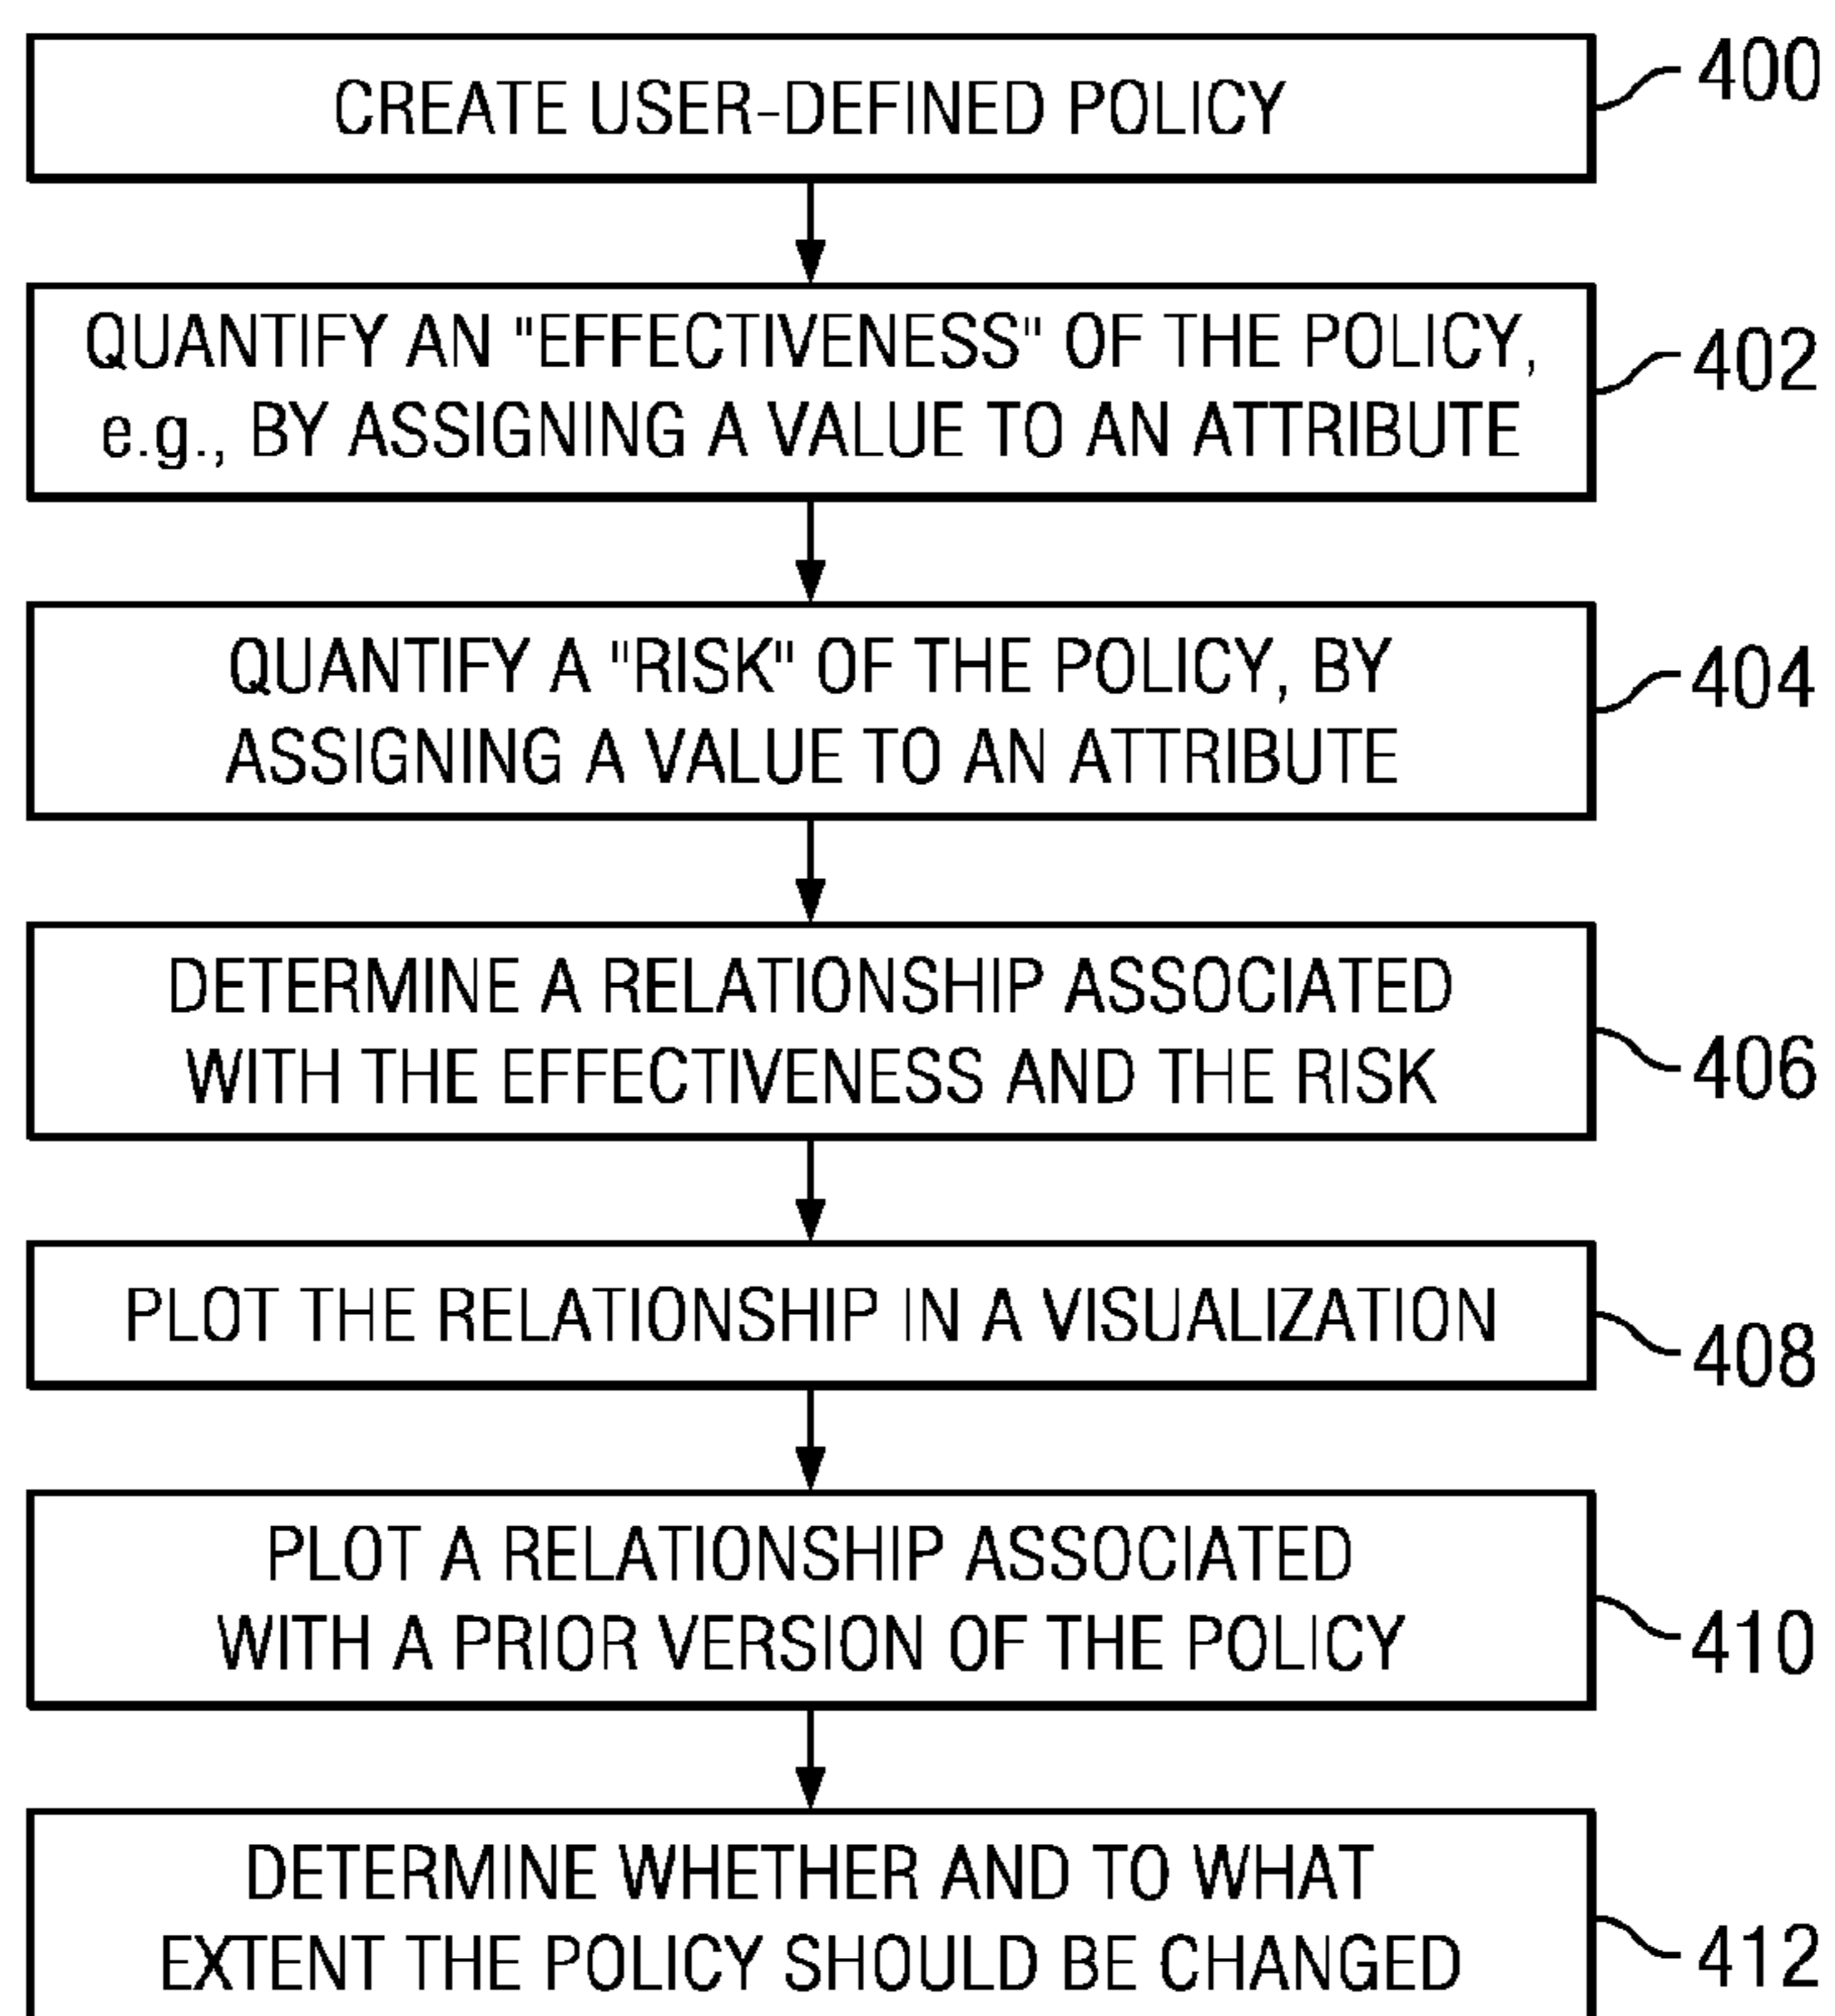 CREATE USER-DEFINED POLICY
400
QUANTIFY AN "EFFECTIVENESS" OF THE POLICY,
e.g., BY ASSIGNING A VALUE TO AN ATTRIBUTE
402
QUANTIFY A "RISK" OF THE POLICY, BY
ASSIGNING A VALUE TO AN ATTRIBUTE
404
DETERMINE A RELATIONSHIP ASSOCIATED
WITH THE EFFECTIVENESS AND THE RISK
406
PLOT THE RELATIONSHIP IN A VISUALIZATION
408
PLOT A RELATIONSHIP ASSOCIATED
WITH A PRIOR VERSION OF THE POLICY
410
DETERMINE WHETHER AND TO WHAT
EXTENT THE POLICY SHOULD BE CHANGED
412